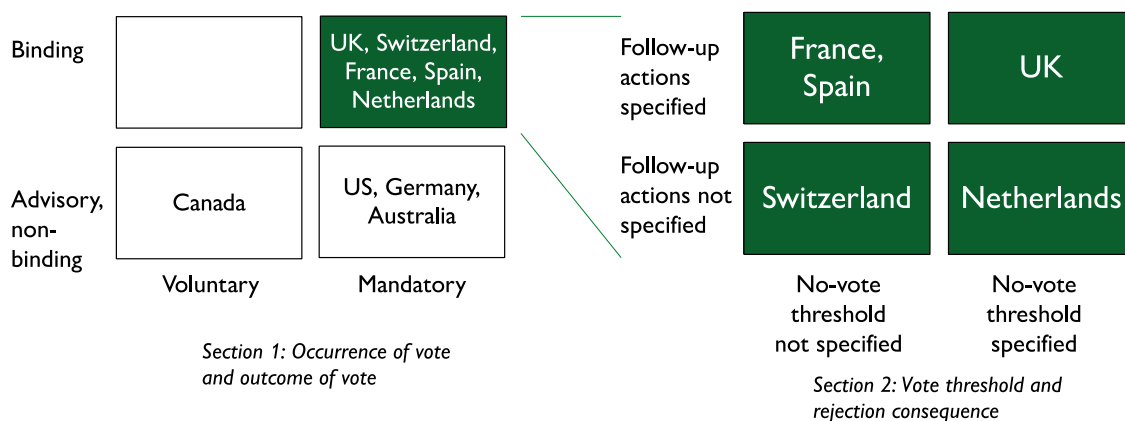 Binding
UK, Switzerland,
France, Spain,
Netherlands
Advisory,
non-
binding
Canada
US, Germany,
Australia
Voluntary
Mandatory
Section 1: Occurrence of vote
and outcome of vote
Follow-up
actions
specified
France,
Spain
UK
Follow-up
actions not
specified
Switzerland
Netherlands
No-vote
threshold
not specified
No-vote
threshold
specified
Section 2: Vote threshold and
rejection consequence